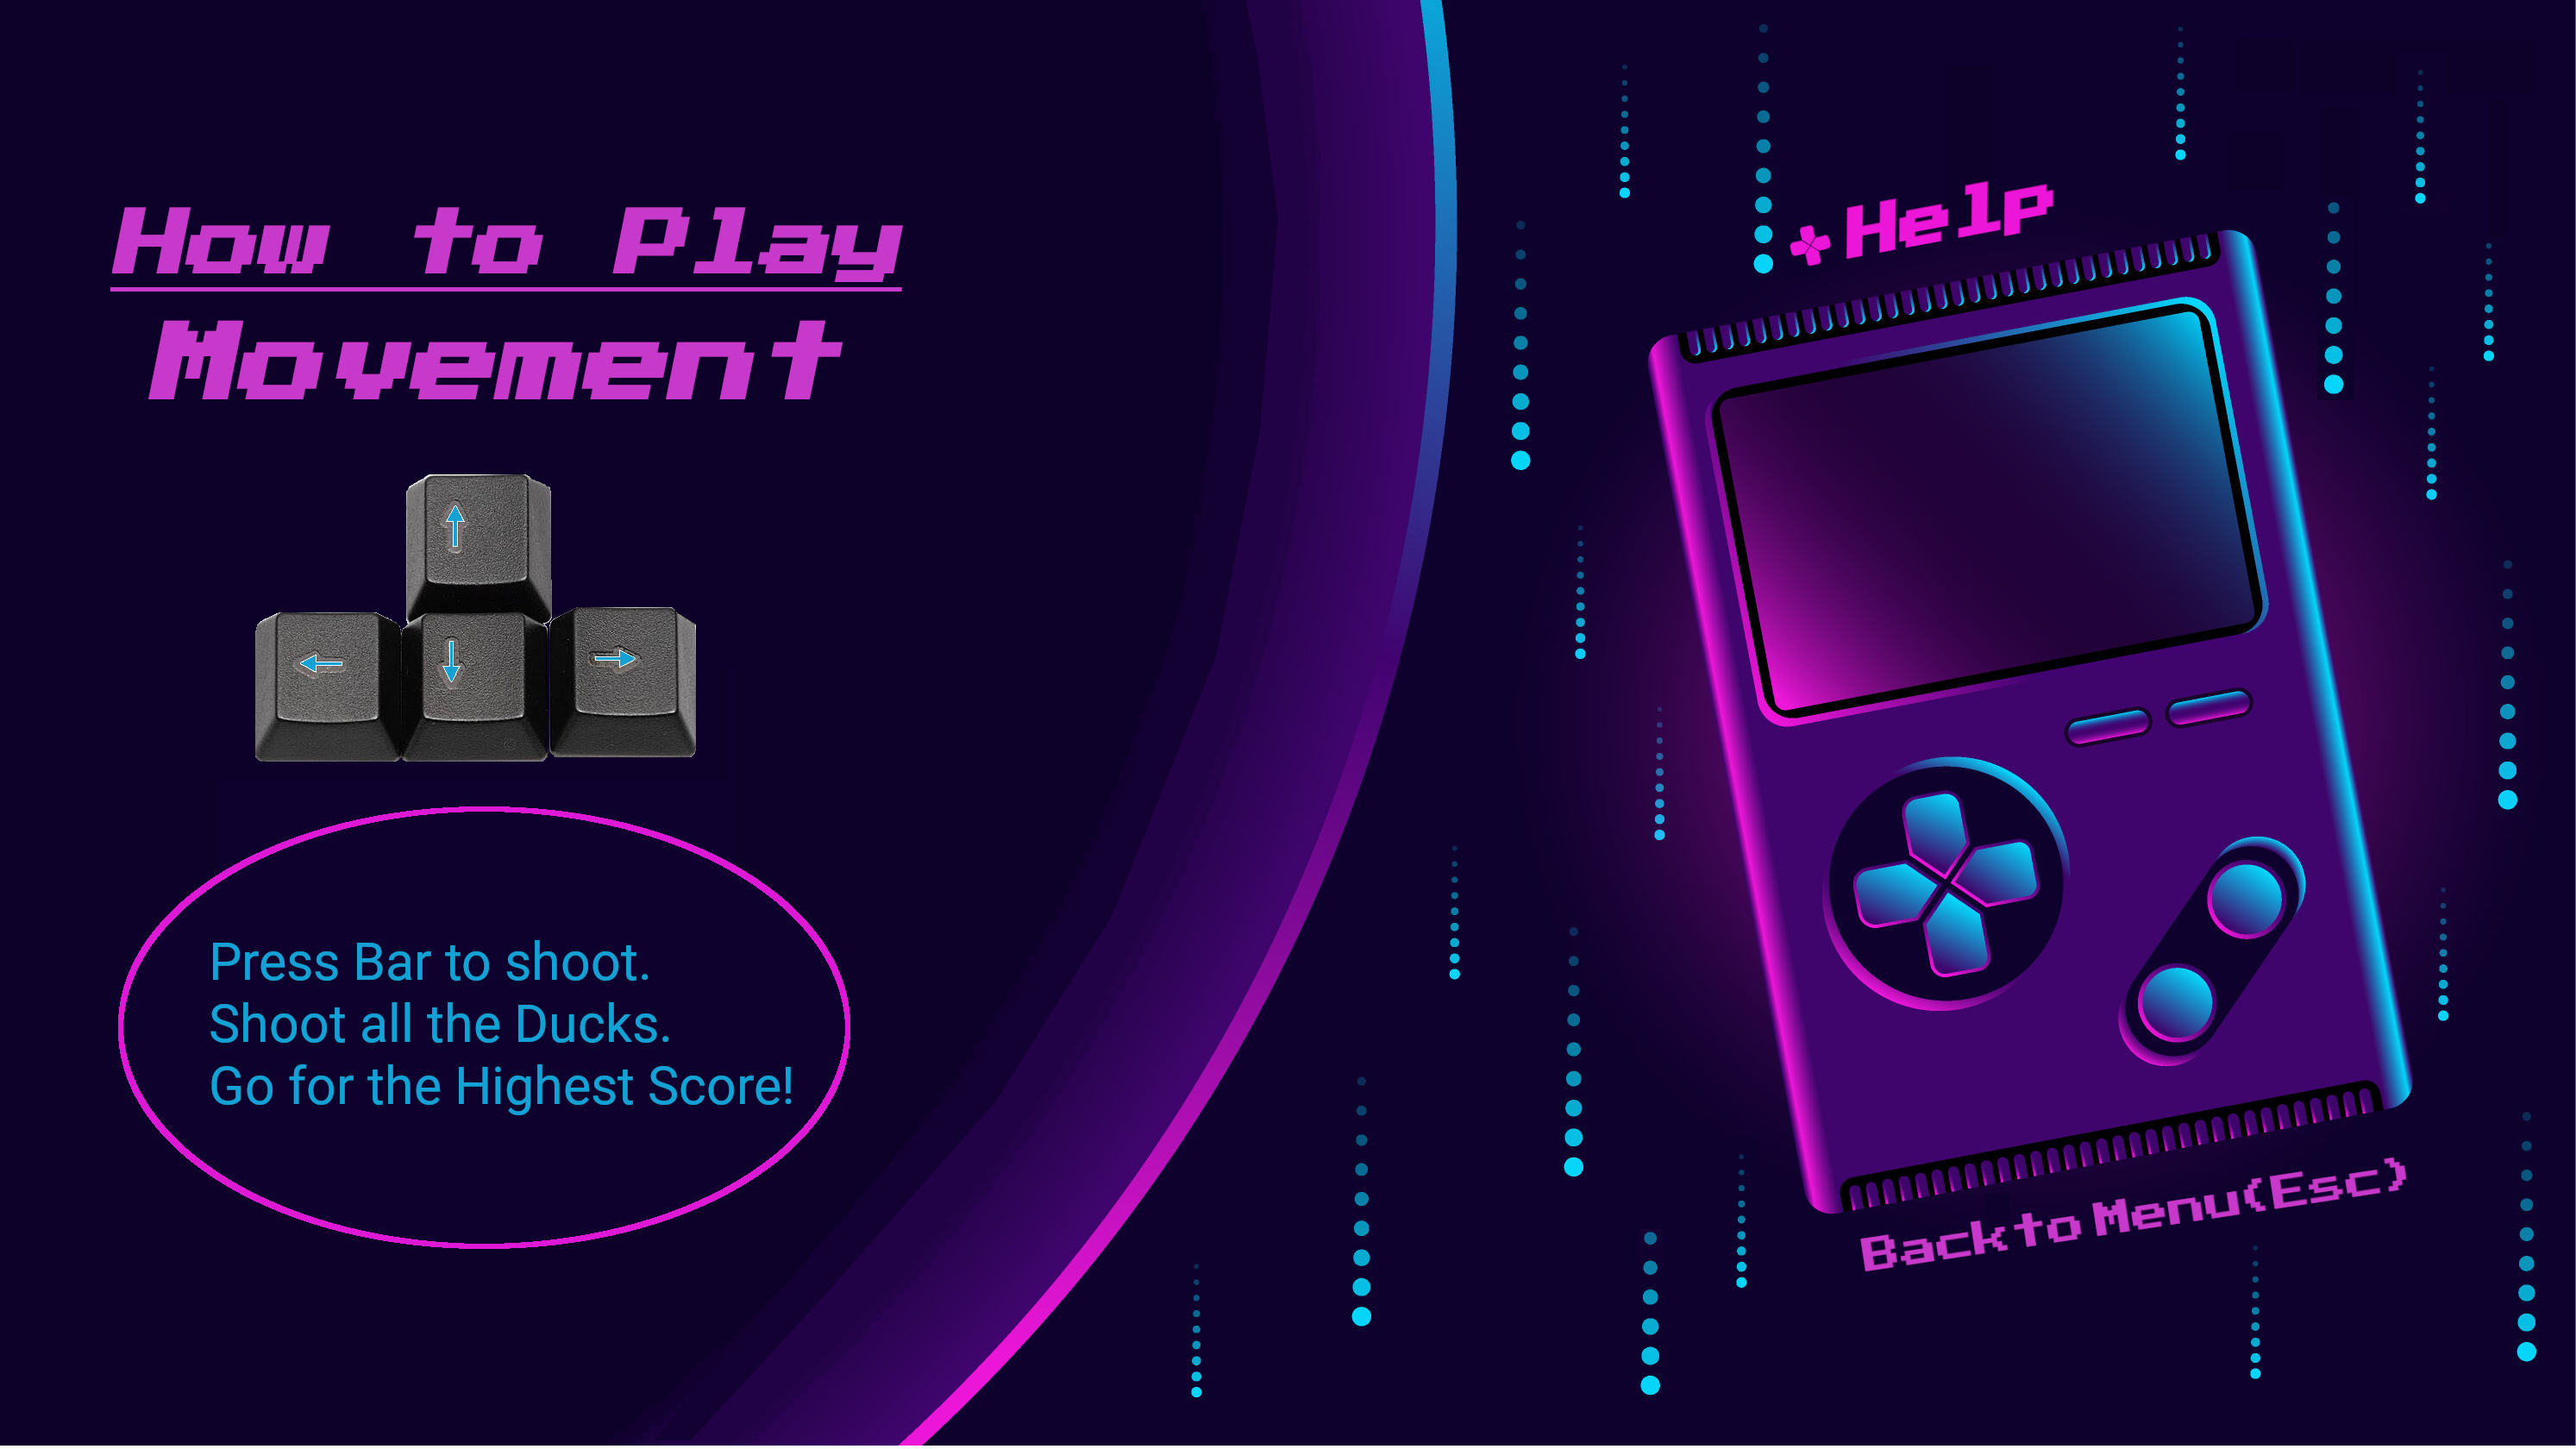 How to Play
Movement
Press Bar to shoot.
Shoot all the Ducks.
Go for the Highest Score!
Help
Back to Menu(Esc)